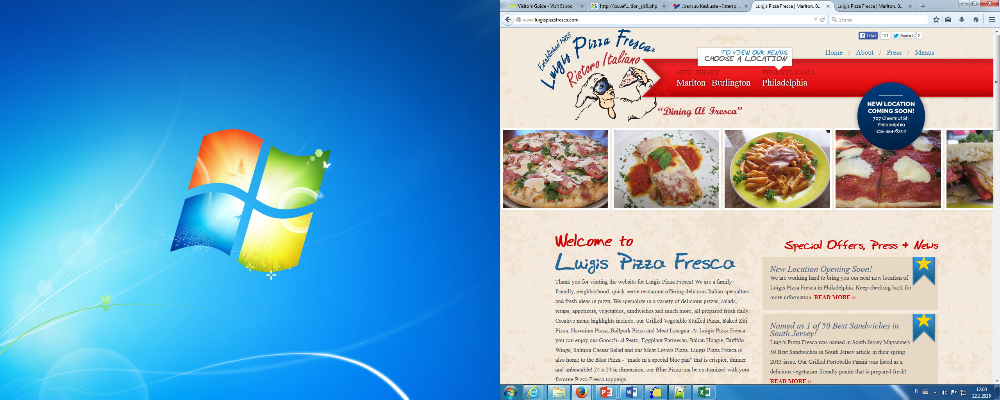 Visitors Guide - Visit Espoo
http://cs.uef....tion_sjs6.php
Joensuu Keskusta - Intersp...
Luigis Pizza Fresca | Marlton, B...
Luigis Pizza Fresca | Marlton, B...
www.luigispizzafresca.com
Search
Established 1985
Luigis Pizza Fresca®
Ristoro Italiano
"Dining Al Fresca"
Like 131 Tweet 2
Home / About / Press / Menus
TO VIEW OUR MENUS
CHOOSE A LOCATION
NEW JERSEY PENNSYLVANIA
Marlton Burlington Philadelphia
NEW LOCATION
COMING SOON!
707 Chestnut St,
Philadelphia
215-454-6300
Welcome to
Luigis Pizza Fresca
Thank you for visiting the website for Luigis Pizza Fresca! We are a family-
friendly, neighborhood, quick-serve restaurant offering delicious Italian specialties
and fresh ideas in pizza. We specialize in a variety of delicious pizzas, salads,
wraps, appetizers, vegetables, sandwiches and much more, all prepared fresh daily.
Creative menu highlights include: our Grilled Vegetable Stuffed Pizza, Baked Ziti
Pizza, Hawaiian Pizza, Ballpark Pizza and Meat Lasagna. At Luigis Pizza Fresca,
you can enjoy our Gnocchi al Pesto, Eggplant Parmesan, Italian Hoagie, Buffalo
Wings, Salmon Caesar Salad and our Meat Lovers Pizza. Luigis Pizza Fresca is
also home to the Blue Pizza - "made in a special blue pan" that is crispier, thinner
and unbeatable! 24 x 24 in dimension, our Blue Pizza can be customized with your
favorite Pizza Fresca toppings.
Special Offers, Press + News
New Location Opening Soon!
We are working hard to bring you our next new location of
Luigis Pizza Fresca in Philadelphia. Keep checking back for
more information. READ MORE ››
Named as 1 of 50 Best Sandwiches in
South Jersey!
Luigi's Pizza Fresca was named in South Jersey Magazine's
50 Best Sandwiches in South Jersey article in their spring
2013 issue. Our Grilled Portobello Panini was listed as a
delicious vegetarian-friendly panini that is prepared fresh!
READ MORE ››
FI
12:03
22.1.2015